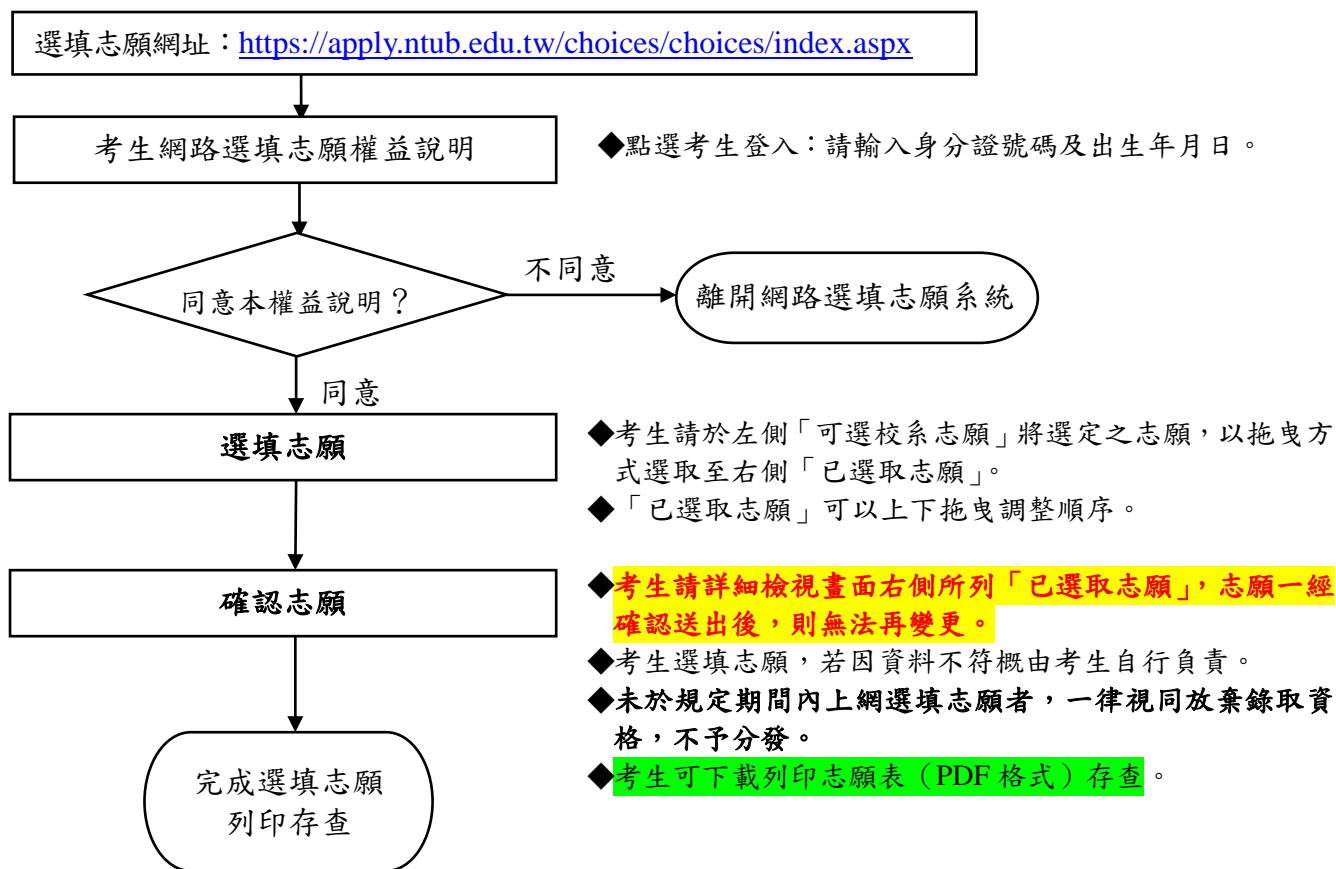 選填志願網址：https://apply.ntub.edu.tw/choices/choices/index.aspx
考生網路選填志願權益說明
◆點選考生登入：請輸入身分證號碼及出生年月日。
同意本權益說明？
不同意
離開網路選填志願系統
同意
選填志願
◆考生請於左側「可選校系志願」將選定之志願，以拖曳方
式選取至右側「已選取志願」。
◆「已選取志願」可以上下拖曳調整順序。
確認志願
◆考生請詳細檢視畫面右側所列「已選取志願」，志願一經
確認送出後，則無法再變更。
◆考生選填志願，若因資料不符概由考生自行負責。
◆未於規定期間內上網選填志願者，一律視同放棄錄取資
格，不予分發。
◆考生可下載列印志願表（PDF 格式）存查。
完成選填志願
列印存查